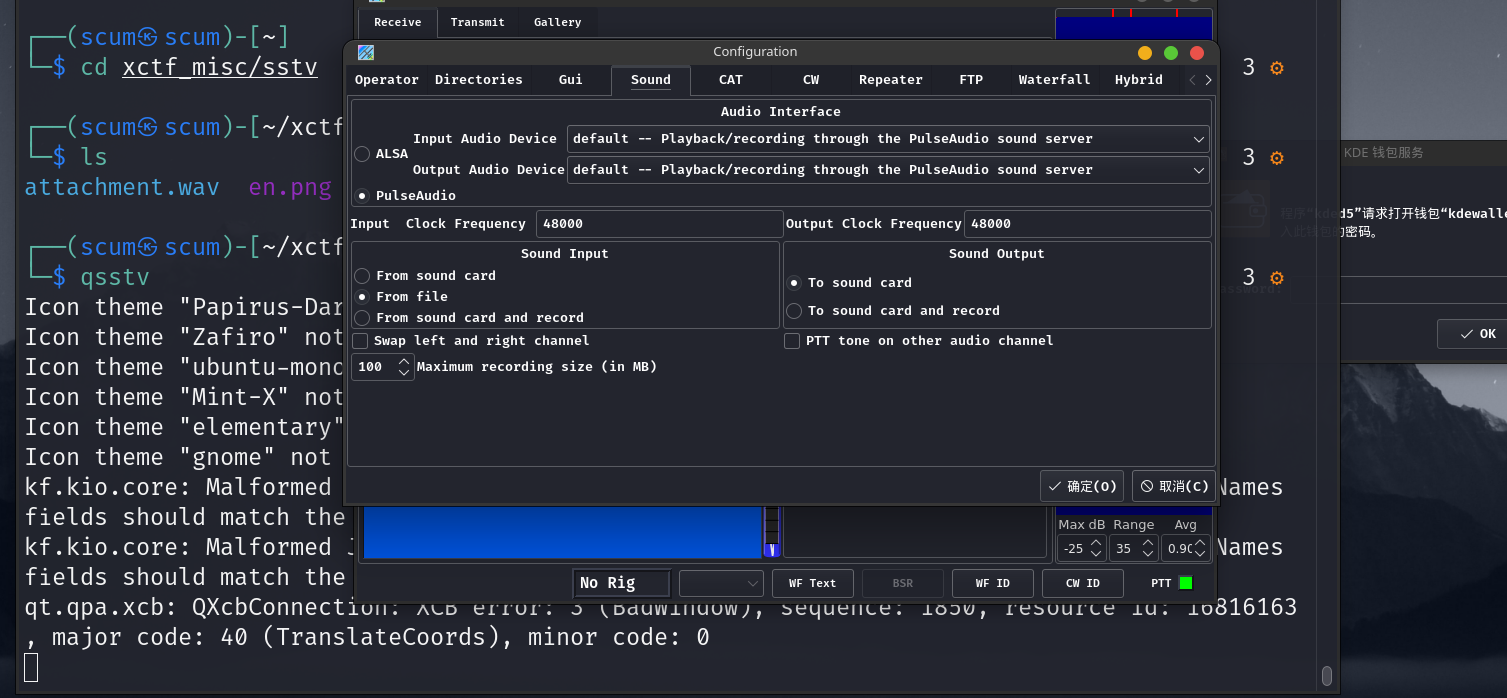 ┌──(scum㉿scum)-[~]
└─$ cd xctf_misc/sstv
3
┌──(scum㉿scum)-[~/xctf
└─$ ls
attachment.wav en.png
3
┌──(scum㉿scum)-[~/xctf
└─$ qsstv
3
Icon theme "Papirus-Dar
Icon theme "Zafiro" not
Icon theme "ubuntu-mono
Icon theme "Mint-X" not
Icon theme "elementary"
Icon theme "gnome" not
kf.kio.core: Malformed
Names
fields should match the
kf.kio.core: Malformed J
Names
fields should match the
qt.qpa.xcb: QXcbConnection: XCB error: 3 (BadWindow), sequence: 1850, resource id: 16816163
, major code: 40 (TranslateCoords), minor code: 0
Receive Transmit Gallery
Configuration
Operator Directories Gui Sound CAT CW Repeater FTP Waterfall Hybrid
Audio Interface
ALSA
Input Audio Device default -- Playback/recording through the PulseAudio sound server
Output Audio Device default -- Playback/recording through the PulseAudio sound server
PulseAudio
Input Clock Frequency 48000 Output Clock Frequency 48000
Sound Input
From sound card
From file
From sound card and record
Sound Output
To sound card
To sound card and record
Swap left and right channel PTT tone on other audio channel
100 Maximum recording size (in MB)
确定(O) 取消(C)
Max dB Range Avg
-25 35 0.90
No Rig WF Text BSR WF ID CW ID PTT
KDE 钱包服务
程序“kded5”请求打开钱包“kdewalle
入此钱包的密码。
OK